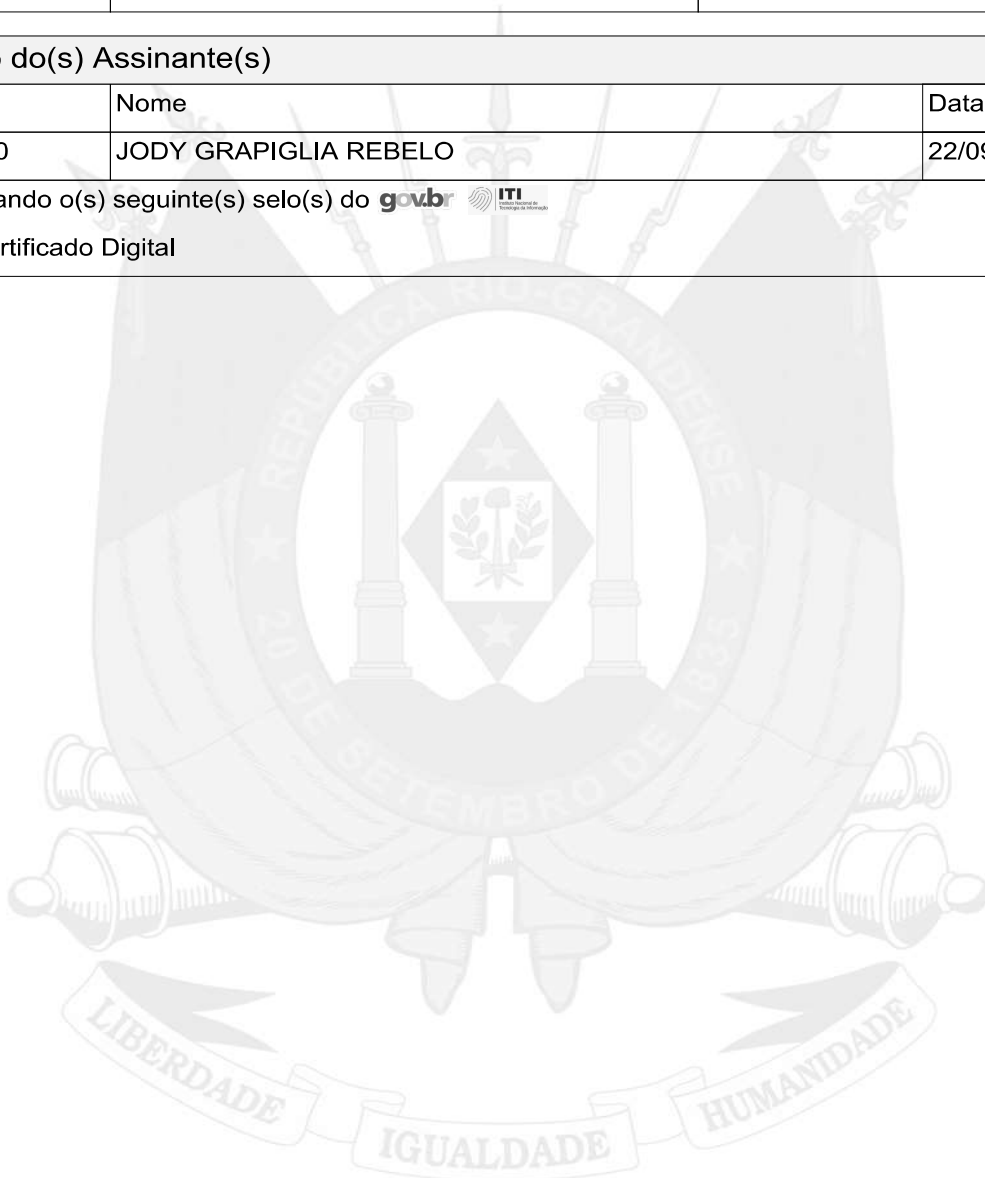 do(s) Assinante(s)
Nome Data
0 JODY GRAPIGLIA REBELO 22/09
ando o(s) seguinte(s) selo(s) do gov.br ITI
rtificado Digital
REPÚBLICA RIO-GRANDENSE
20 DE SETEMBRO DE 1835
LIBERDADE IGUALDADE HUMANIDADE